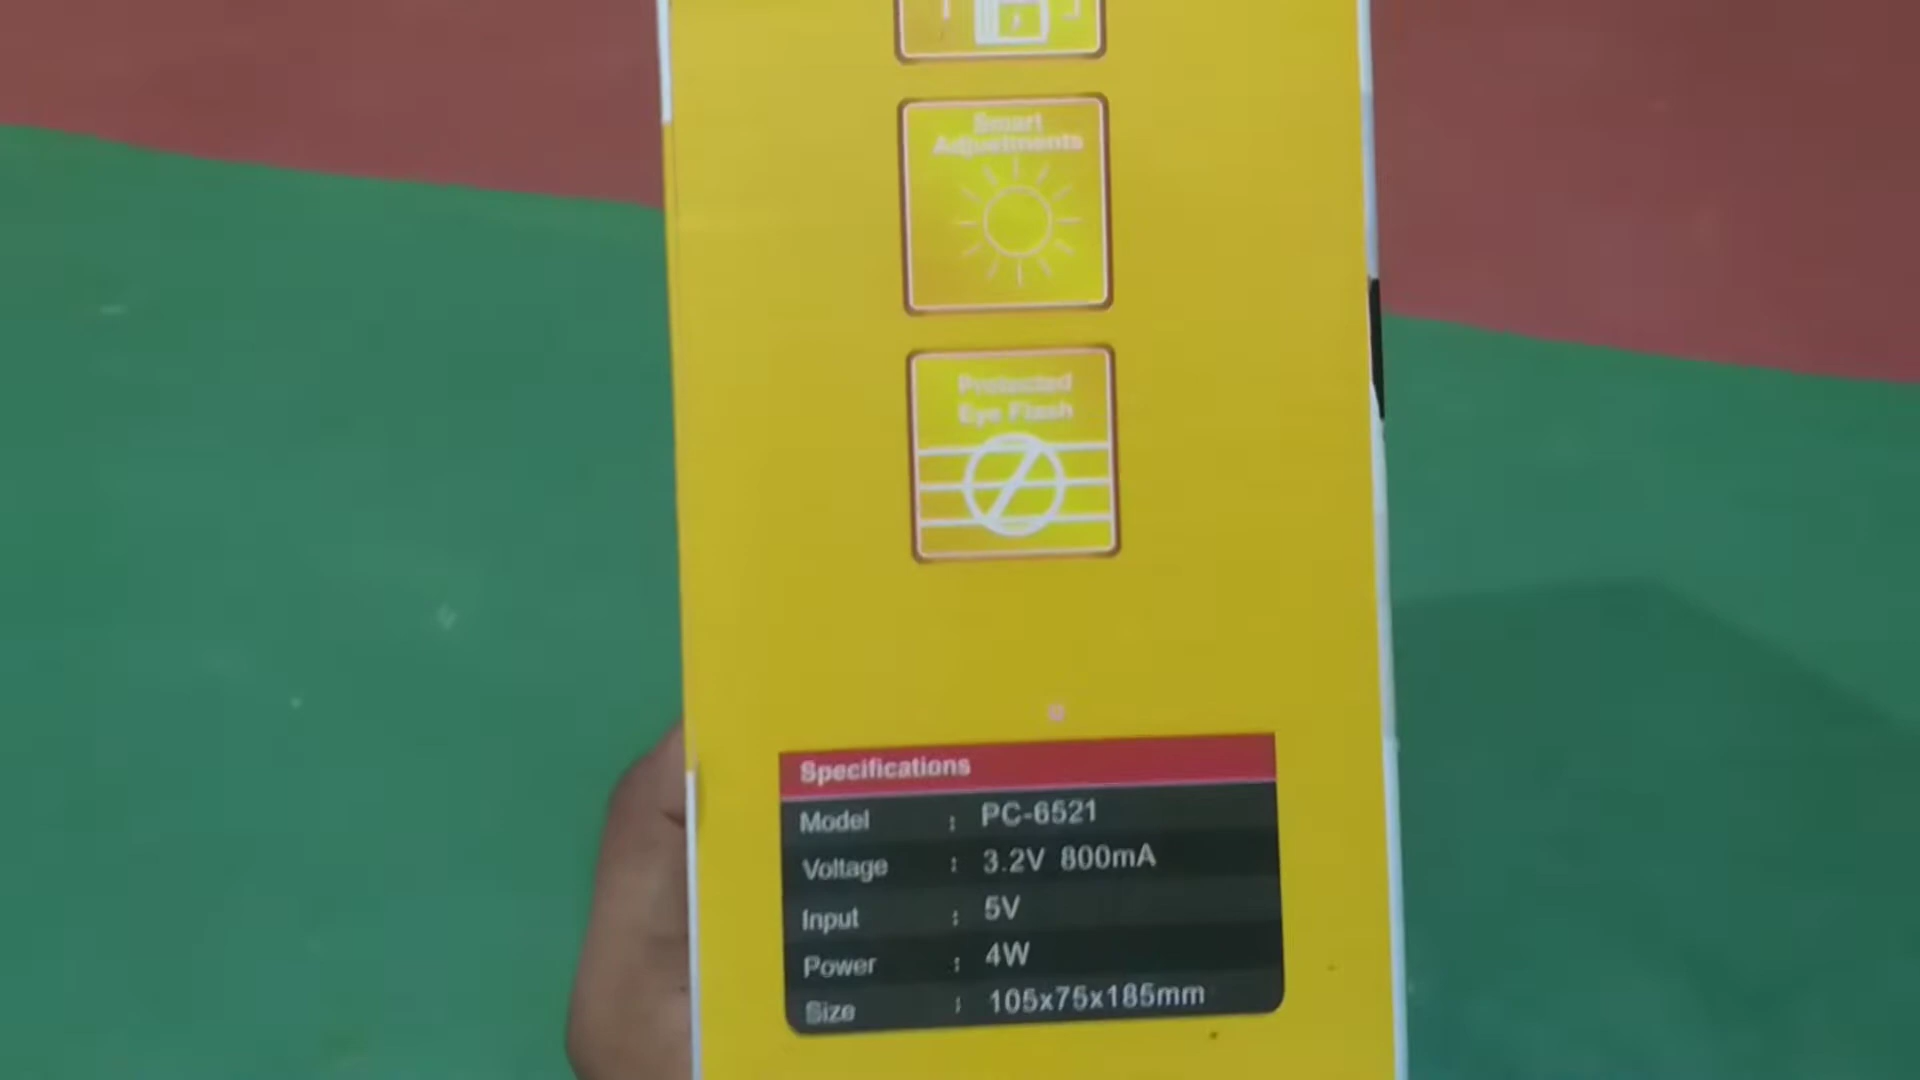 Smart
Adjustments
Protected
Eye Flash
Specifications
Model : PC-6521
Voltage : 3.2V 800mA
Input : 5V
Power : 4W
Size : 105x75x185mm